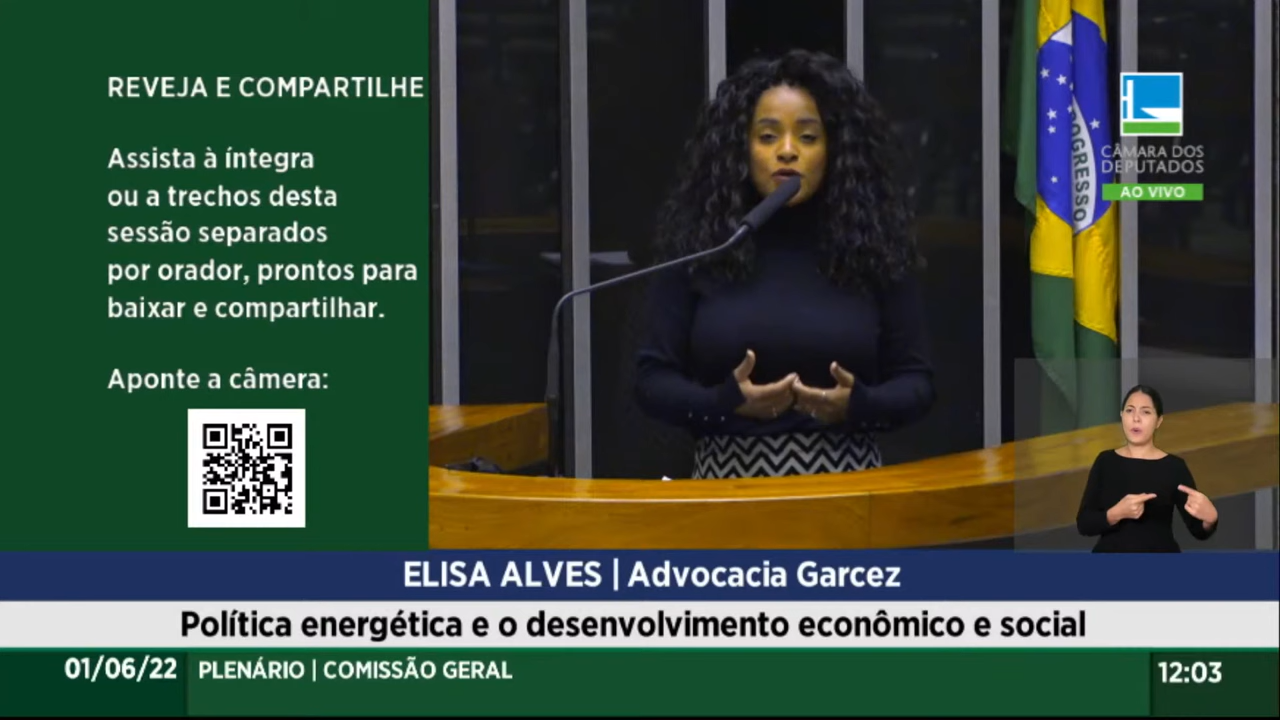 REVEJA E COMPARTILHE
Assista à íntegra
ou a trechos desta
sessão separados
por orador, prontos para
baixar e compartilhar.
Aponte a câmera:
PROGRESSO
CÂMARA DOS
DEPUTADOS
AO VIVO
ELISA ALVES | Advocacia Garcez
Política energética e o desenvolvimento econômico e social
01/06/22 PLENÁRIO | COMISSÃO GERAL 12:03